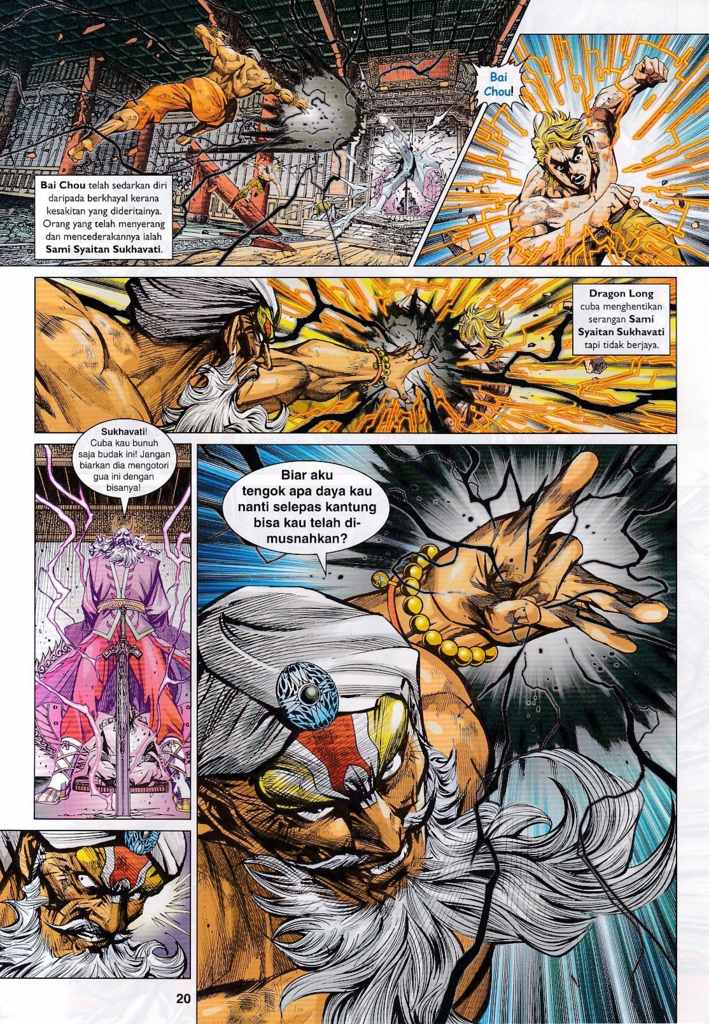 Bai Chou telah sedarkan diri
daripada berkhayal kerana
kesakitan yang dideritainya.
Orang yang telah menyerang
dan mencederakannya ialah
Sami Syaitan Sukhavati.
Bai
Chou!
Dragon Long
cuba menghentikan
serangan Sami
Syaitan Sukhavati
tapi tidak berjaya.
Sukhavati!
Cuba kau bunuh
saja budak ini! Jangan
biarkan dia mengotori
gua ini dengan
bisanya!
Biar aku
tengok apa daya kau
nanti selepas kantung
bisa kau telah di-
musnahkan?
20